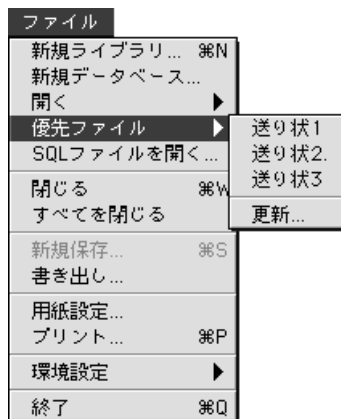 ファイル
新規ライブラリ... ⌘N
新規データベース...
開く ▶
優先ファイル ▶
SQLファイルを開く...
閉じる ⌘W
すべてを閉じる
新規保存... ⌘S
書き出し...
用紙設定...
プリント... ⌘P
環境設定 ▶
終了 ⌘Q
送り状1
送り状2.
送り状3
更新...